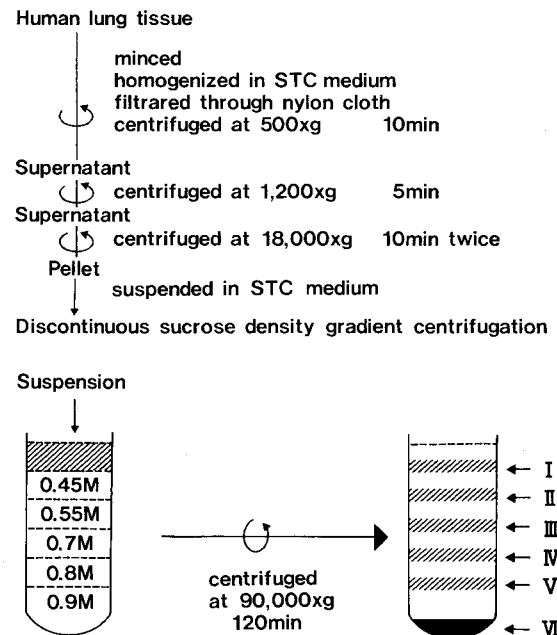 Human lung tissue
minced
homogenized in STC medium
filtrared through nylon cloth
centrifuged at 500xg 10min
Supernatant
centrifuged at 1,200xg 5min
Supernatant
centrifuged at 18,000xg 10min twice
Pellet
suspended in STC medium
Discontinuous sucrose density gradient centrifugation
Suspension
0.45M
0.55M
0.7M
0.8M
0.9M
centrifuged
at 90,000xg
120min
I
II
III
IV
V
VI